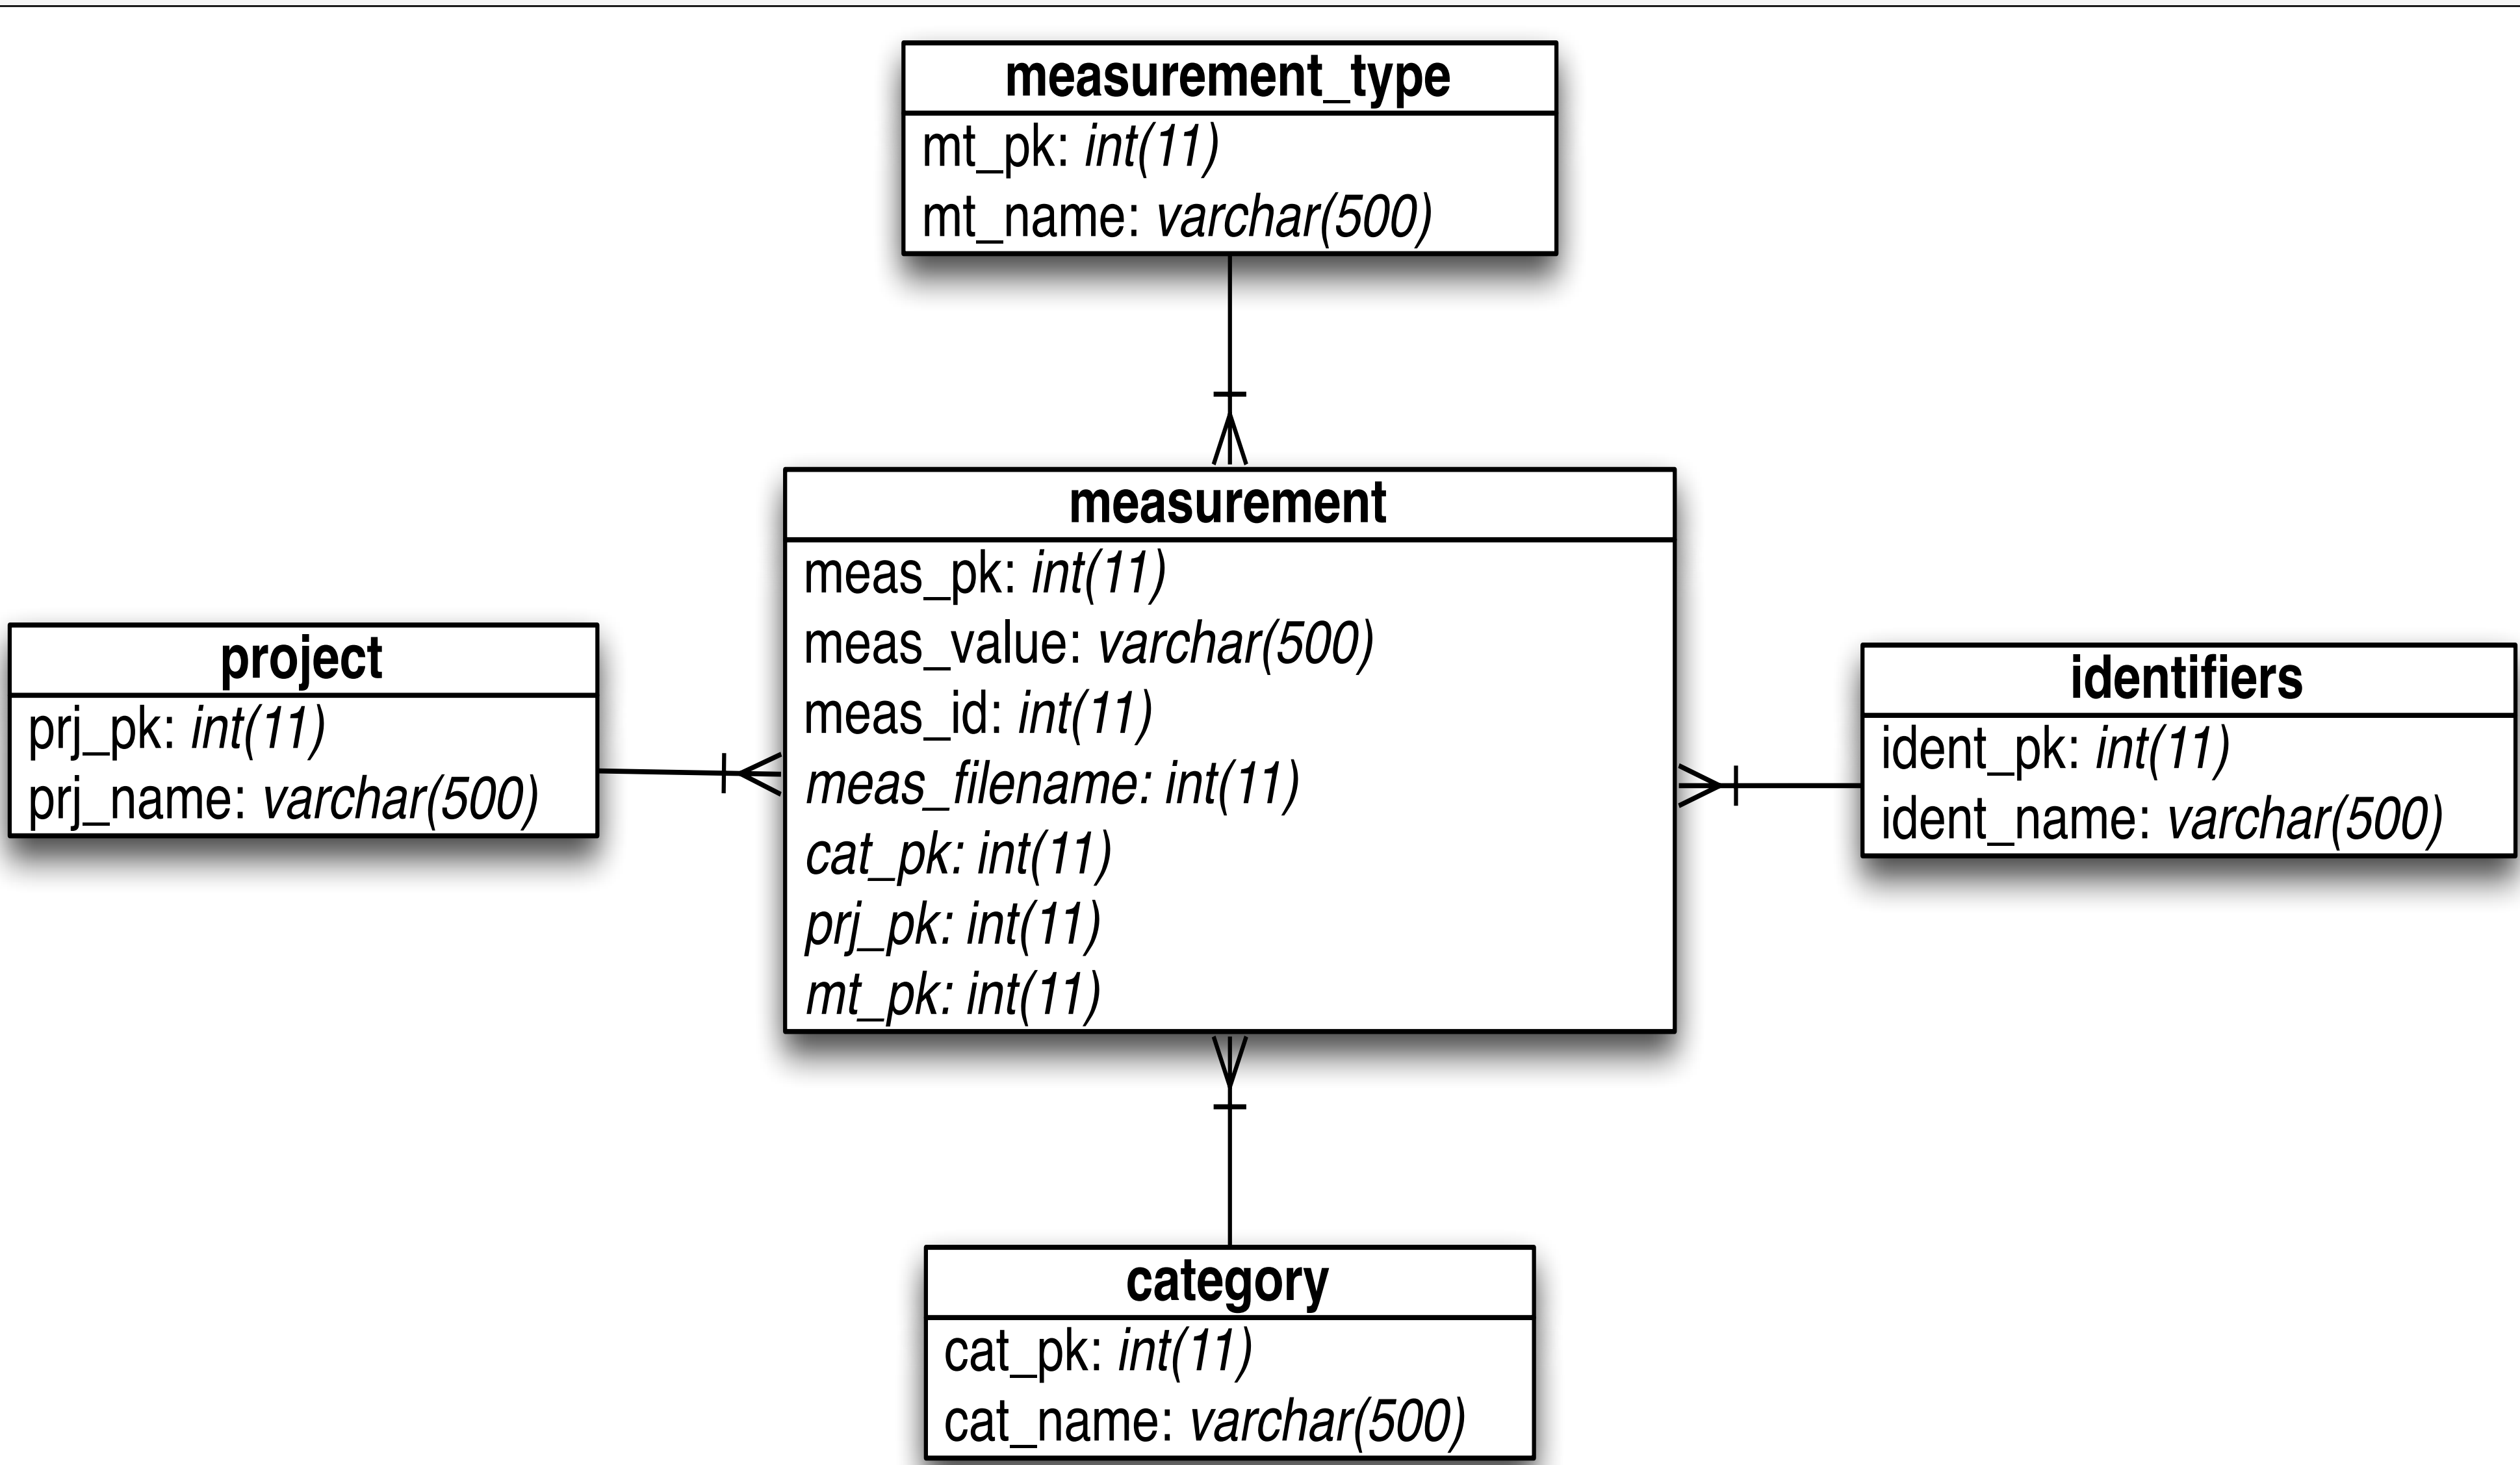 measurement_type
mt_pk: int(11)
mt_name: varchar(500)
measurement
meas_pk: int(11)
meas_value: varchar(500)
meas_id: int(11)
meas_filename: int(11)
cat_pk: int(11)
prj_pk: int(11)
mt_pk: int(11)
project
prj_pk: int(11)
prj_name: varchar(500)
identifiers
ident_pk: int(11)
ident_name: varchar(500)
category
cat_pk: int(11)
cat_name: varchar(500)